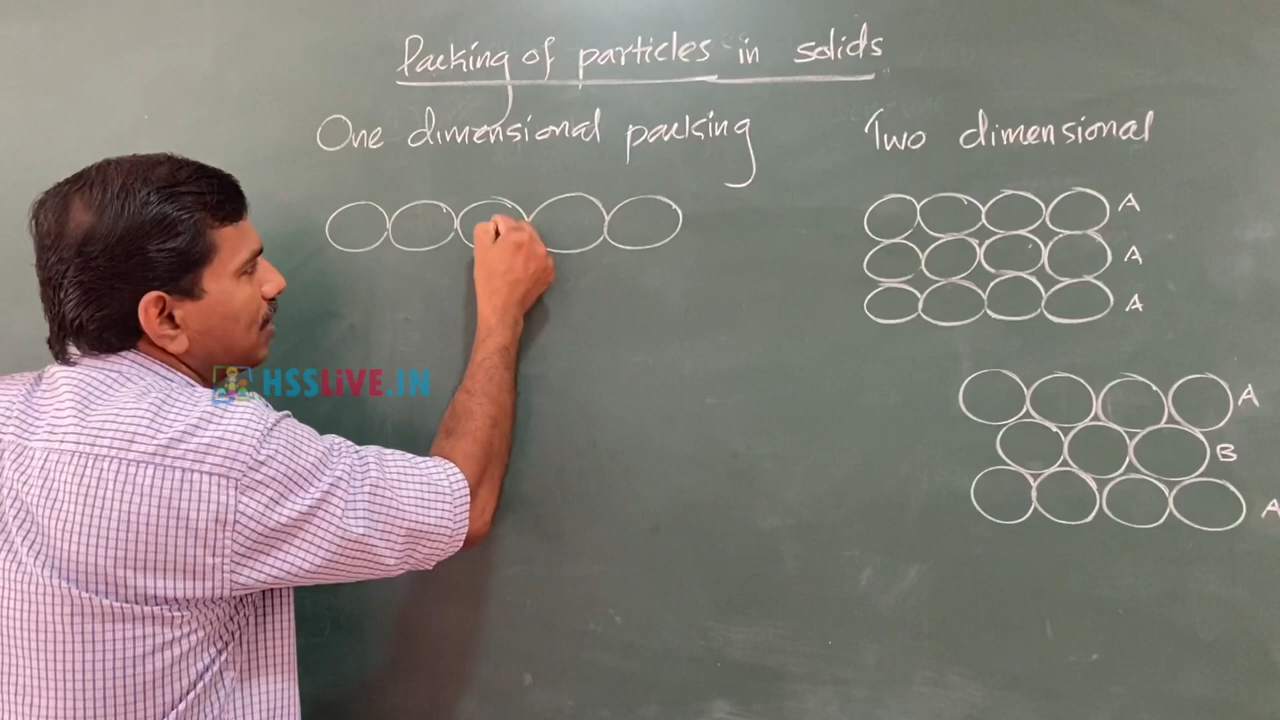 Packing of particles in solids
One dimensional packing
Two dimensional
A
A
A
A
B
A
HSSLiVE.IN